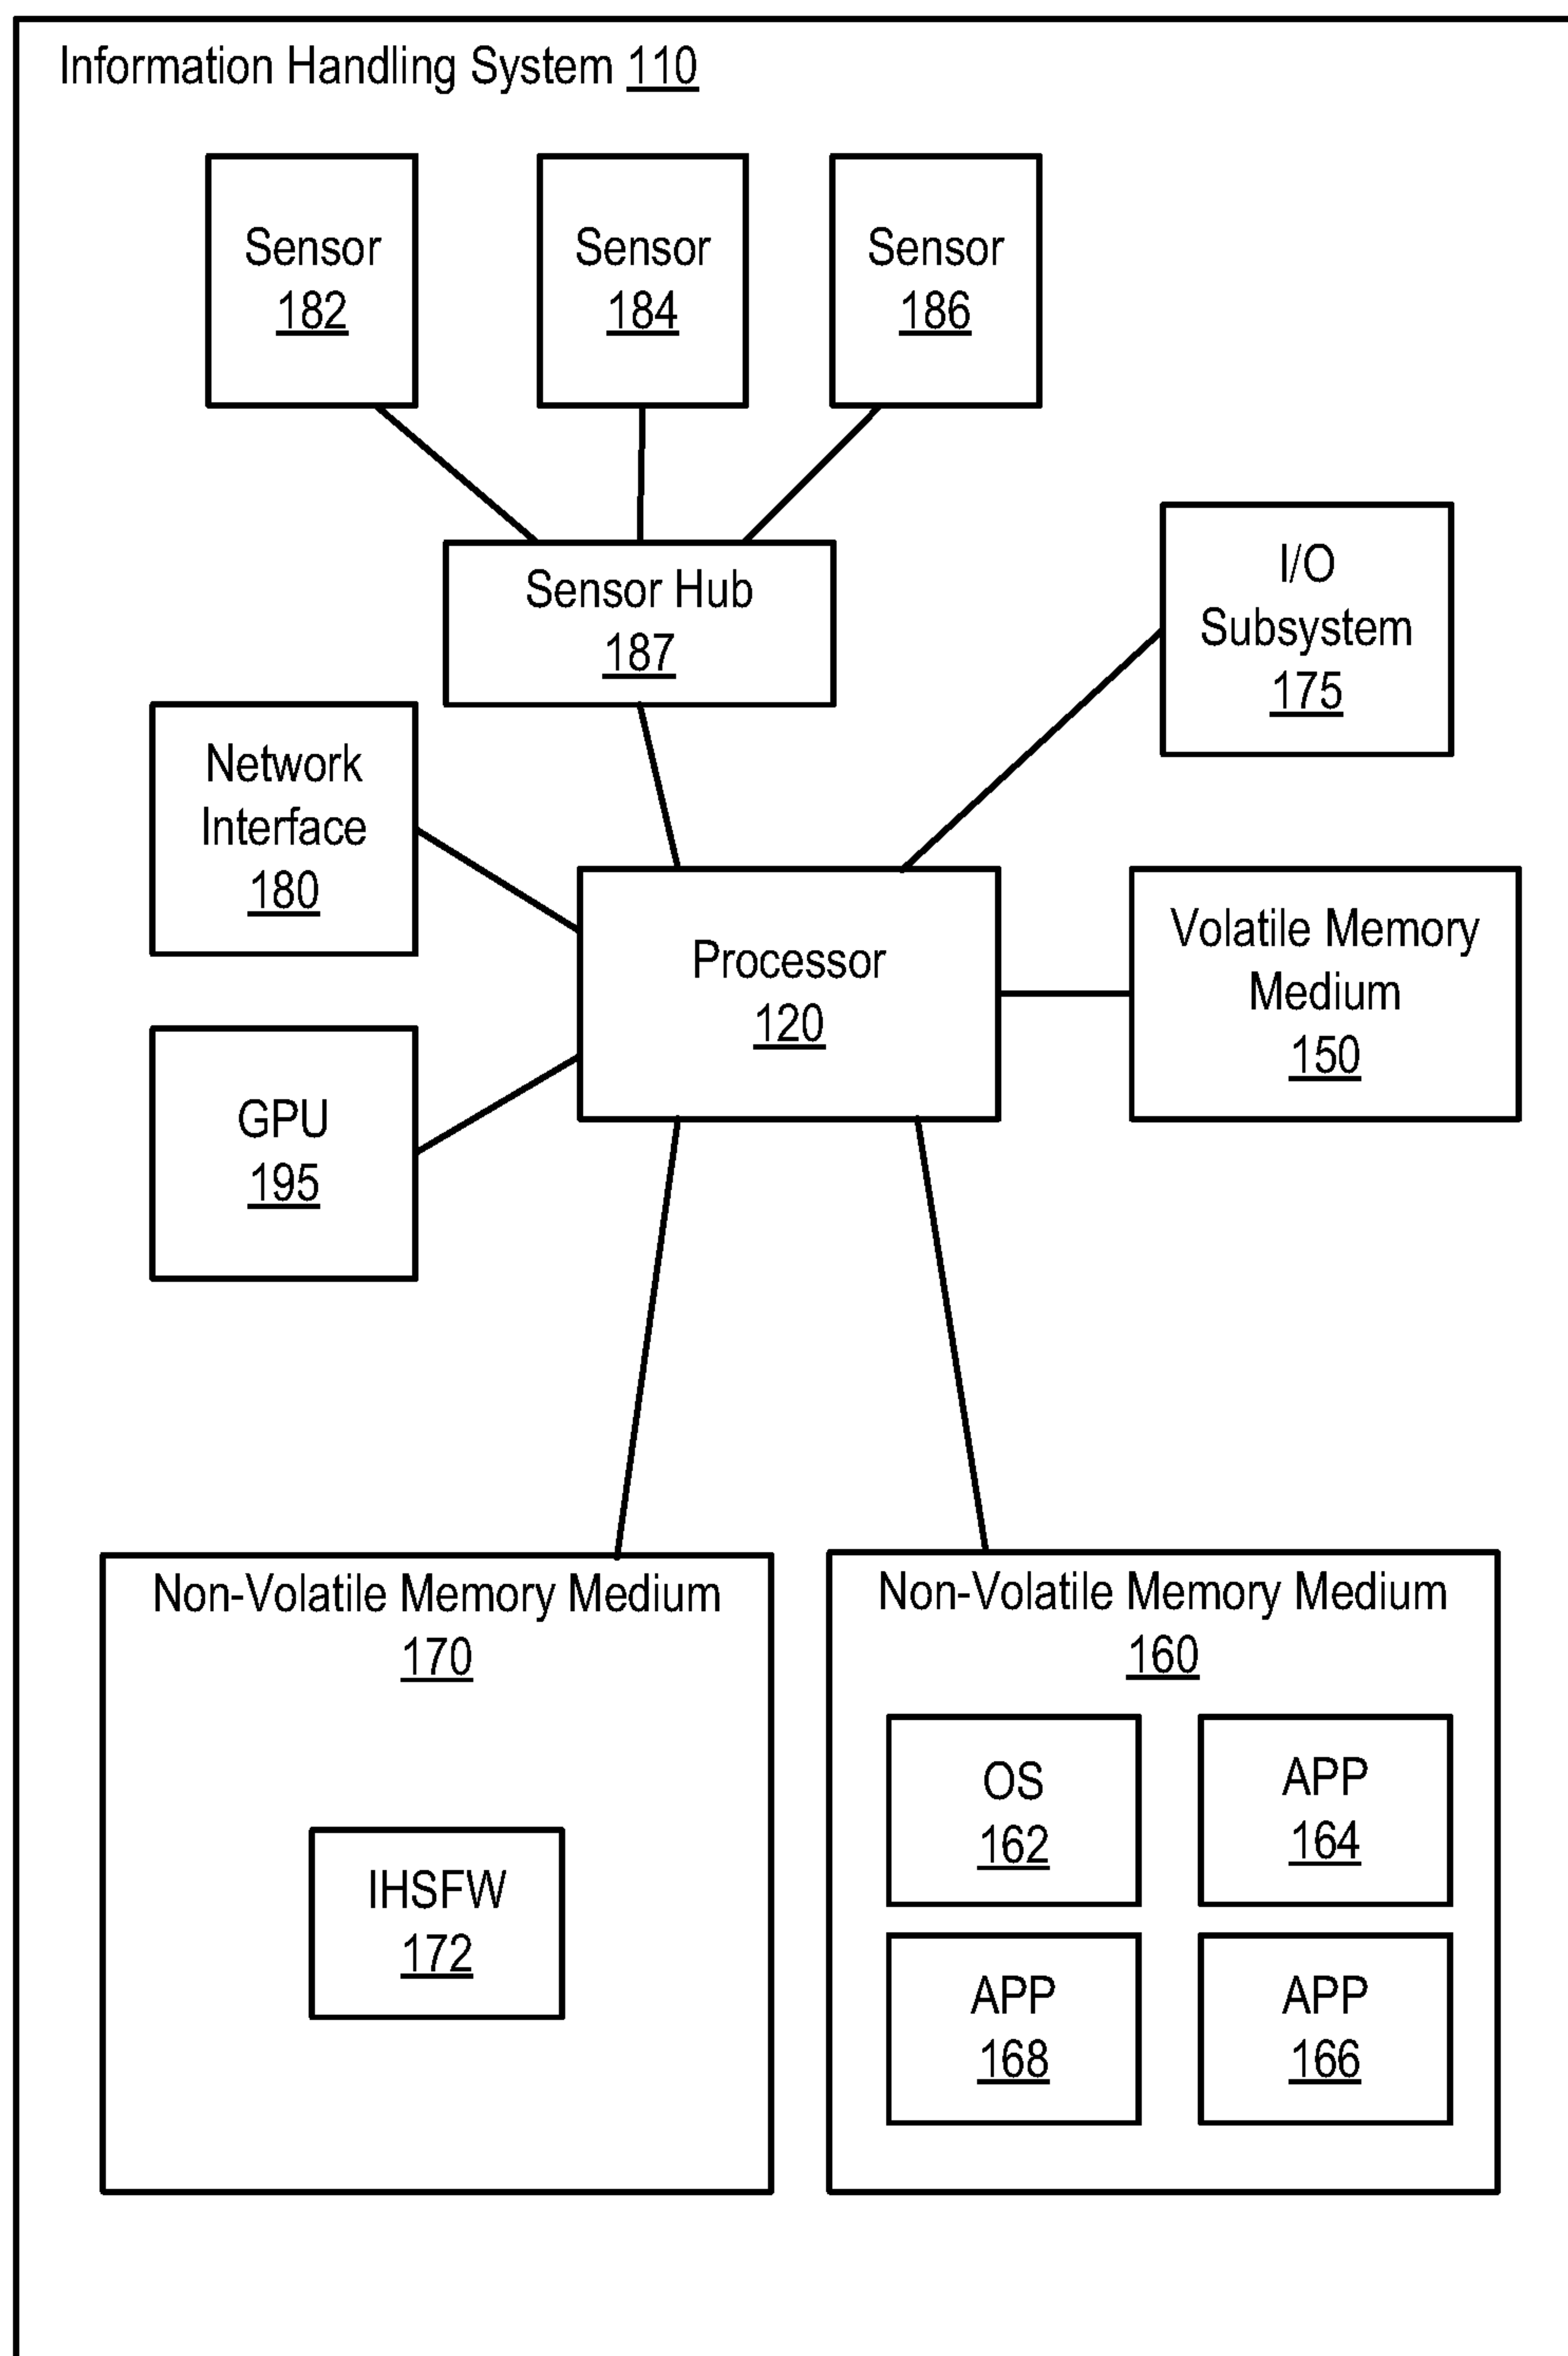 Information Handling System 110
Sensor
182
Sensor
184
Sensor
186
Sensor Hub
187
I/O
Subsystem
175
Network
Interface
180
Processor
120
Volatile Memory
Medium
150
GPU
195
Non-Volatile Memory Medium
170
IHSFW
172
Non-Volatile Memory Medium
160
OS
162
APP
164
APP
168
APP
166